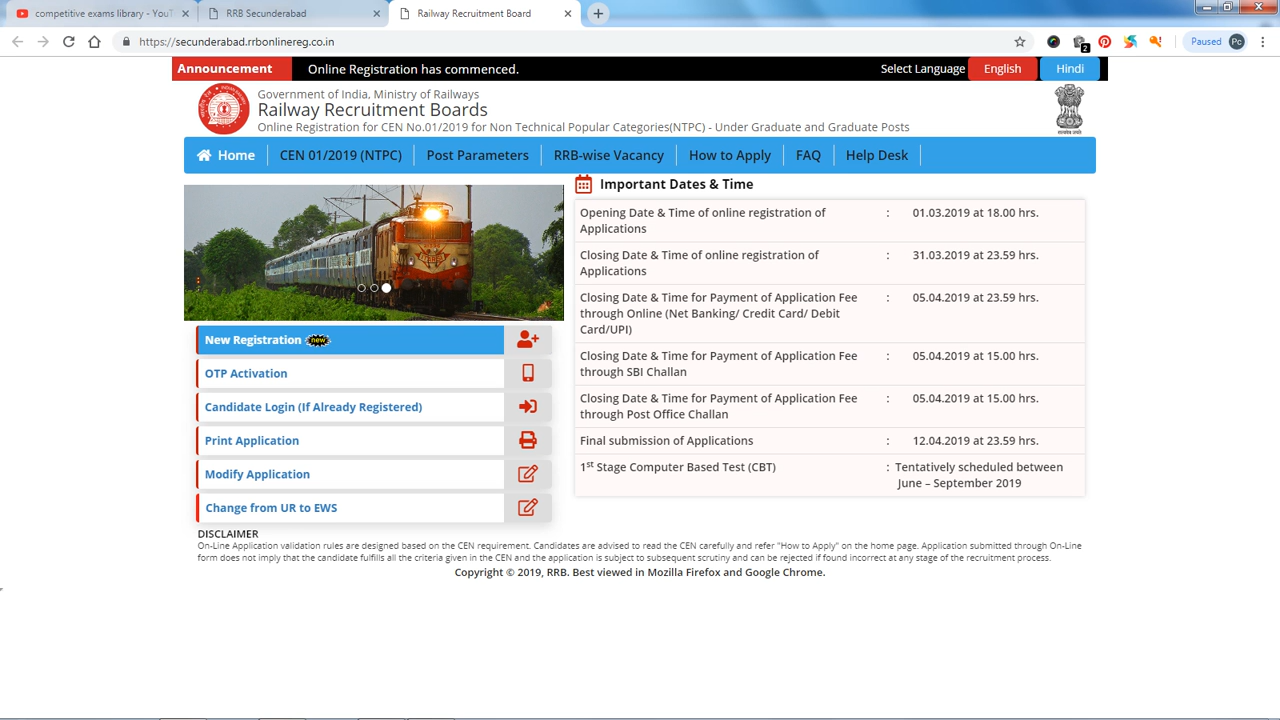 competitive exams library - YouT
RRB Secunderabad
Railway Recruitment Board
https://secunderabad.rrbonlinereg.co.in
2
Paused
Pc
Announcement
Online Registration has commenced.
Select Language
English
Hindi
Government of India, Ministry of Railways
Railway Recruitment Boards
Online Registration for CEN No.01/2019 for Non Technical Popular Categories(NTPC) - Under Graduate and Graduate Posts
Home
CEN 01/2019 (NTPC)
Post Parameters
RRB-wise Vacancy
How to Apply
FAQ
Help Desk
New Registration new
OTP Activation
Candidate Login (If Already Registered)
Print Application
Modify Application
Change from UR to EWS
Important Dates & Time
Opening Date & Time of online registration of : 01.03.2019 at 18.00 hrs.
Applications
Closing Date & Time of online registration of : 31.03.2019 at 23.59 hrs.
Applications
Closing Date & Time for Payment of Application Fee : 05.04.2019 at 23.59 hrs.
through Online (Net Banking/ Credit Card/ Debit
Card/UPI)
Closing Date & Time for Payment of Application Fee : 05.04.2019 at 15.00 hrs.
through SBI Challan
Closing Date & Time for Payment of Application Fee : 05.04.2019 at 15.00 hrs.
through Post Office Challan
Final submission of Applications : 12.04.2019 at 23.59 hrs.
1st Stage Computer Based Test (CBT) : Tentatively scheduled between
June – September 2019
DISCLAIMER
On-Line Application validation rules are designed based on the CEN requirement. Candidates are advised to read the CEN carefully and refer "How to Apply" on the home page. Application submitted through On-Line
form does not imply that the candidate fulfills all the criteria given in the CEN and the application is subject to subsequent scrutiny and can be rejected if found incorrect at any stage of the recruitment process.
Copyright © 2019, RRB. Best viewed in Mozilla Firefox and Google Chrome.